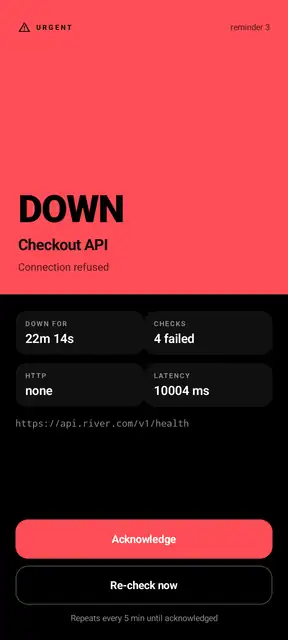 URGENT
reminder 3
DOWN
Checkout API
Connection refused
DOWN FOR
22m 14s
CHECKS
4 failed
HTTP
none
LATENCY
10004 ms
https://api.river.com/v1/health
Acknowledge
Re-check now
Repeats every 5 min until acknowledged